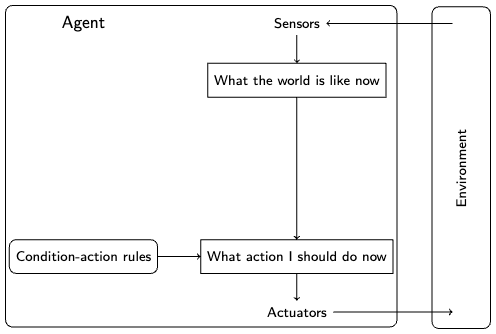 Agent
Sensors
What the world is like now
Environment
Condition-action rules
What action I should do now
Actuators